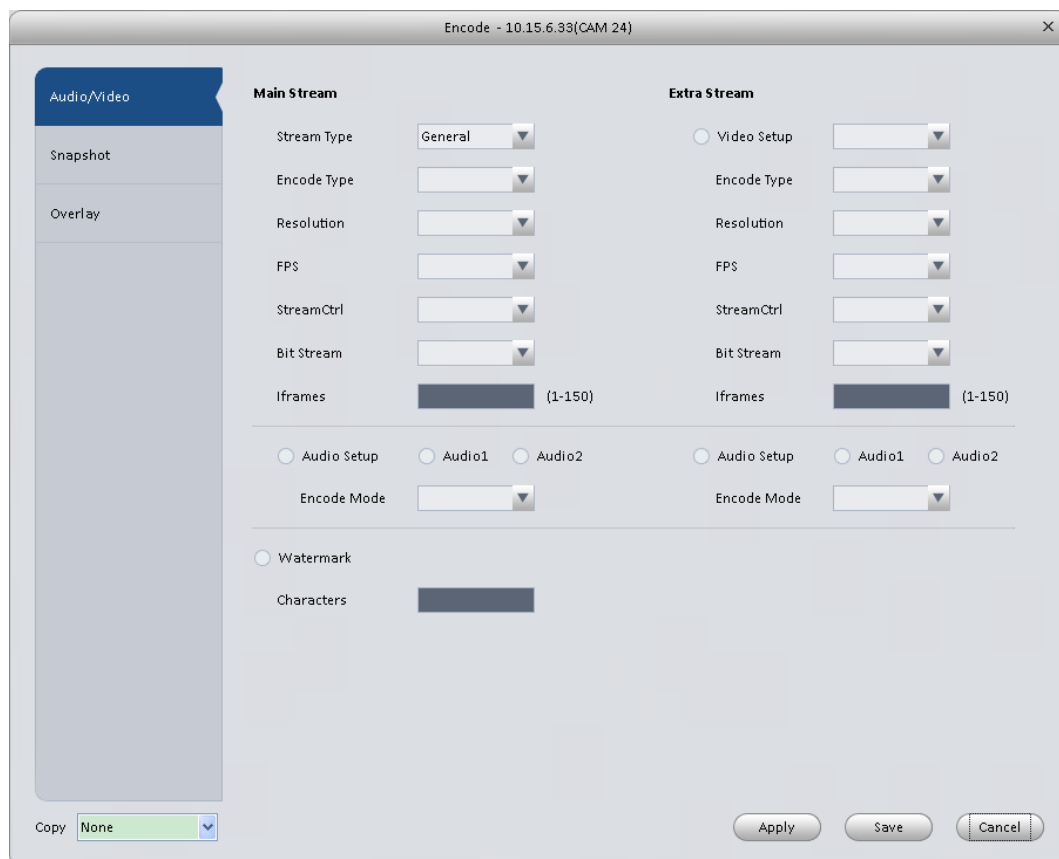 Encode - 10.15.6.33(CAM 24)
Audio/Video
Snapshot
Overlay
Main Stream
Extra Stream
Stream Type General
Video Setup
Encode Type
Encode Type
Resolution
Resolution
FPS
FPS
StreamCtrl
StreamCtrl
Bit Stream
Bit Stream
Iframes (1-150)
Iframes (1-150)
Audio Setup Audio1 Audio2
Audio Setup Audio1 Audio2
Encode Mode
Encode Mode
Watermark
Characters
Copy None
Apply Save Cancel